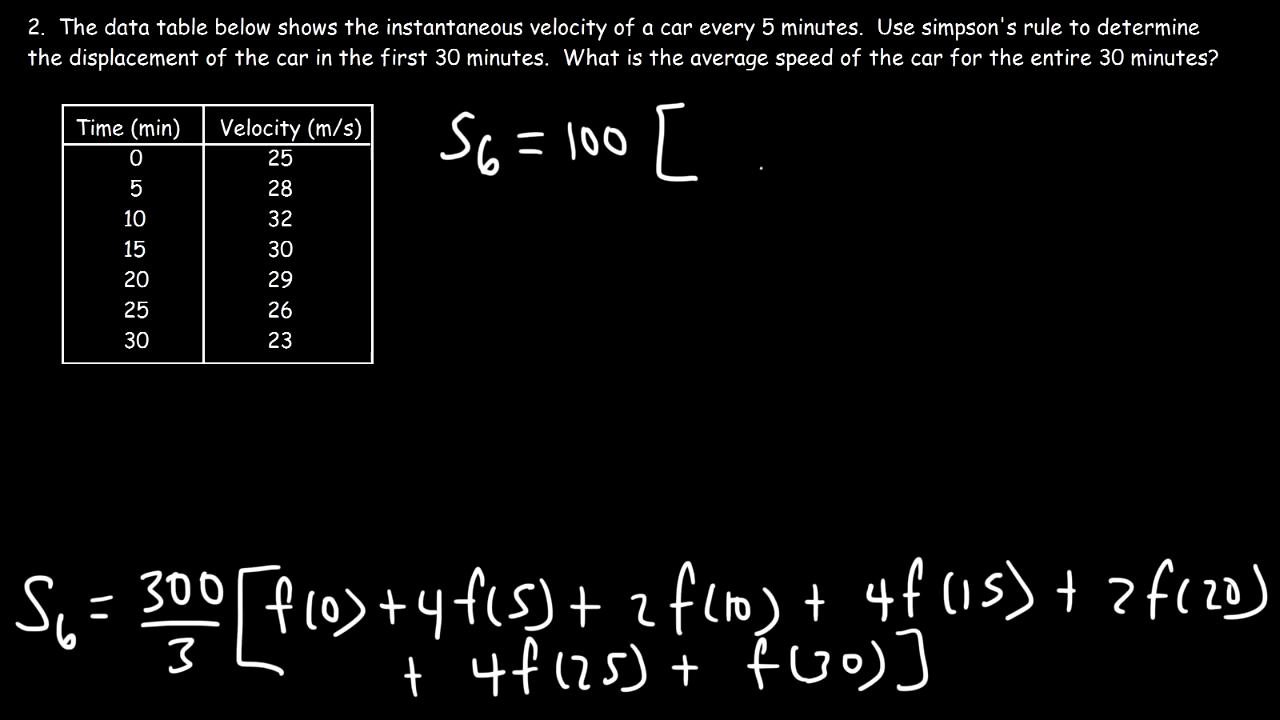 2. The data table below shows the instantaneous velocity of a car every 5 minutes. Use simpson's rule to determine
the displacement of the car in the first 30 minutes. What is the average speed of the car for the entire 30 minutes?
Time (min) Velocity (m/s)
0 25
5 28
10 32
15 30
20 29
25 26
30 23
S₆ = 100 [
S₆ = 300/3 [f(0) + 4f(5) + 2f(10) + 4f(15) + 2f(20)
+ 4f(25) + f(30)]